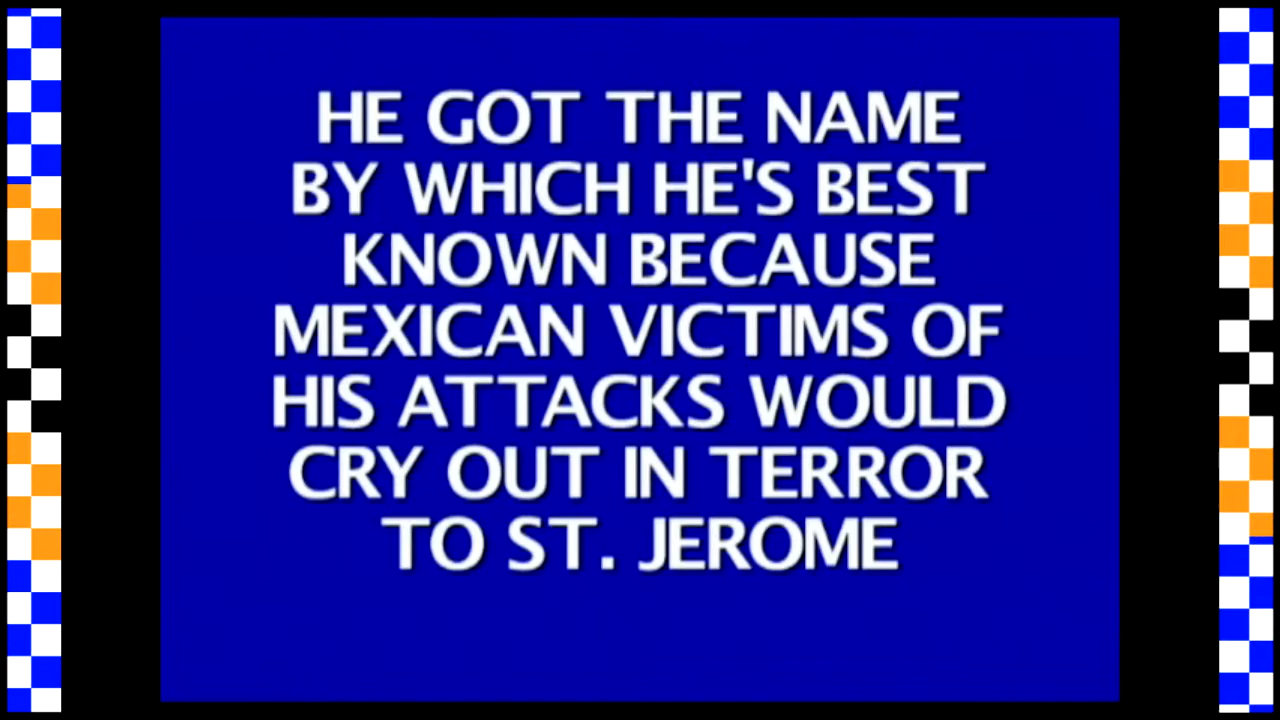 HE GOT THE NAME
BY WHICH HE'S BEST
KNOWN BECAUSE
MEXICAN VICTIMS OF
HIS ATTACKS WOULD
CRY OUT IN TERROR
TO ST. JEROME